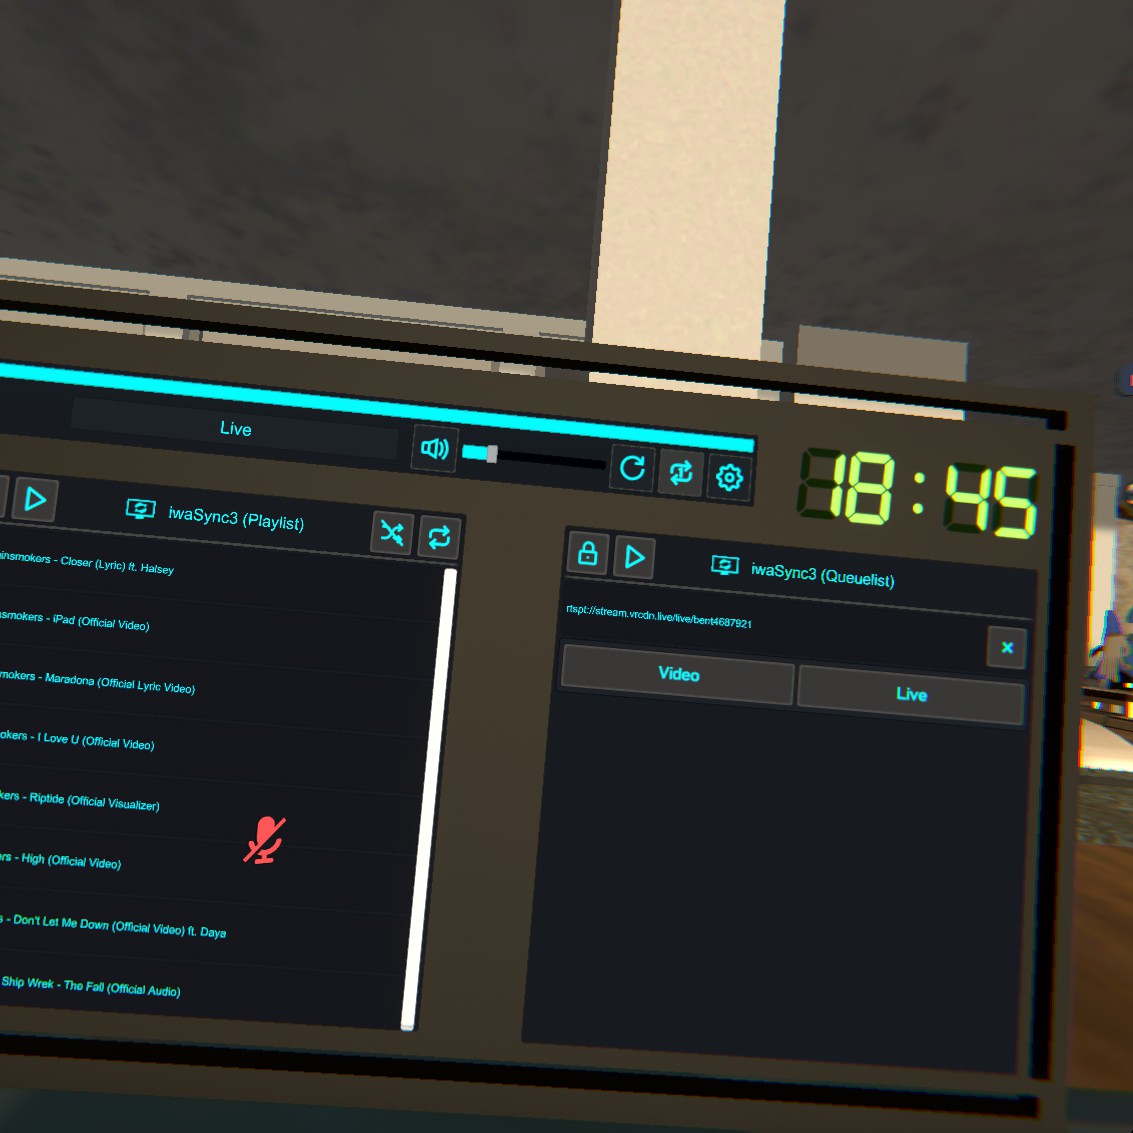 Live
18:45
iwaSync3 (Playlist)
insmokers - Closer (Lyric) ft. Halsey
smokers - iPad (Official Video)
mokers - Maradona (Official Lyric Video)
okers - I Love U (Official Video)
kers - Riptide (Official Visualizer)
ers - High (Official Video)
s - Don't Let Me Down (Official Video) ft. Daya
Ship Wrek - The Fall (Official Audio)
iwaSync3 (Queuelist)
rtspt://stream.vrcdn.live/live/bent4687921
Video
Live